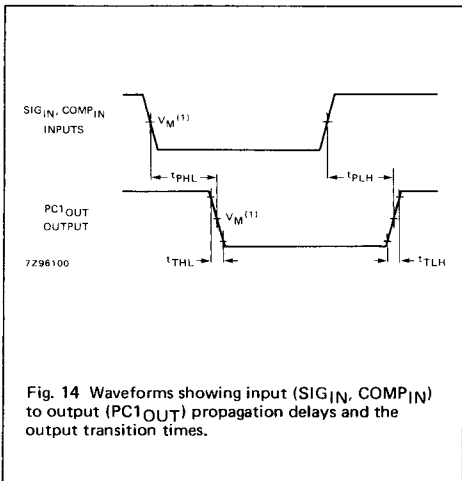 SIGIN, COMPIN
INPUTS
VM(1)
tPHL
tPLH
PC1OUT
OUTPUT
VM(1)
7Z96100
tTHL
tTLH
Fig. 14 Waveforms showing input (SIGIN, COMPIN)
to output (PC1OUT) propagation delays and the
output transition times.